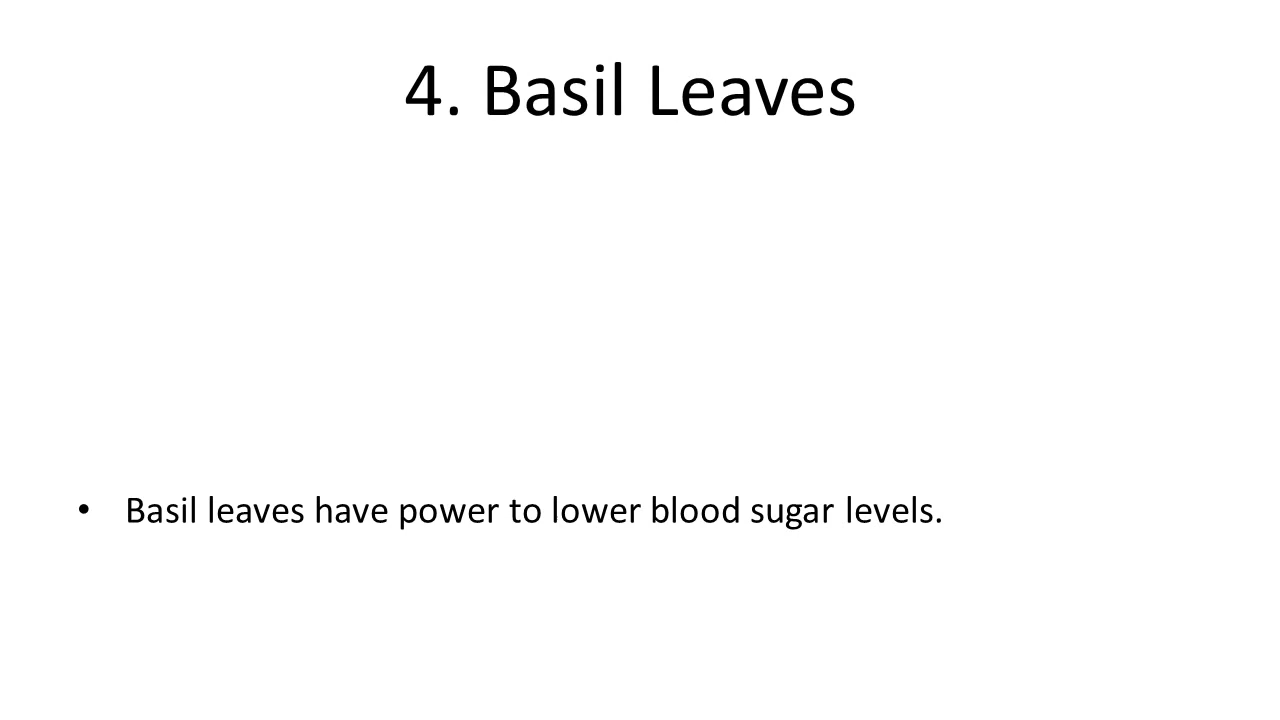 4. Basil Leaves
• Basil leaves have power to lower blood sugar levels.